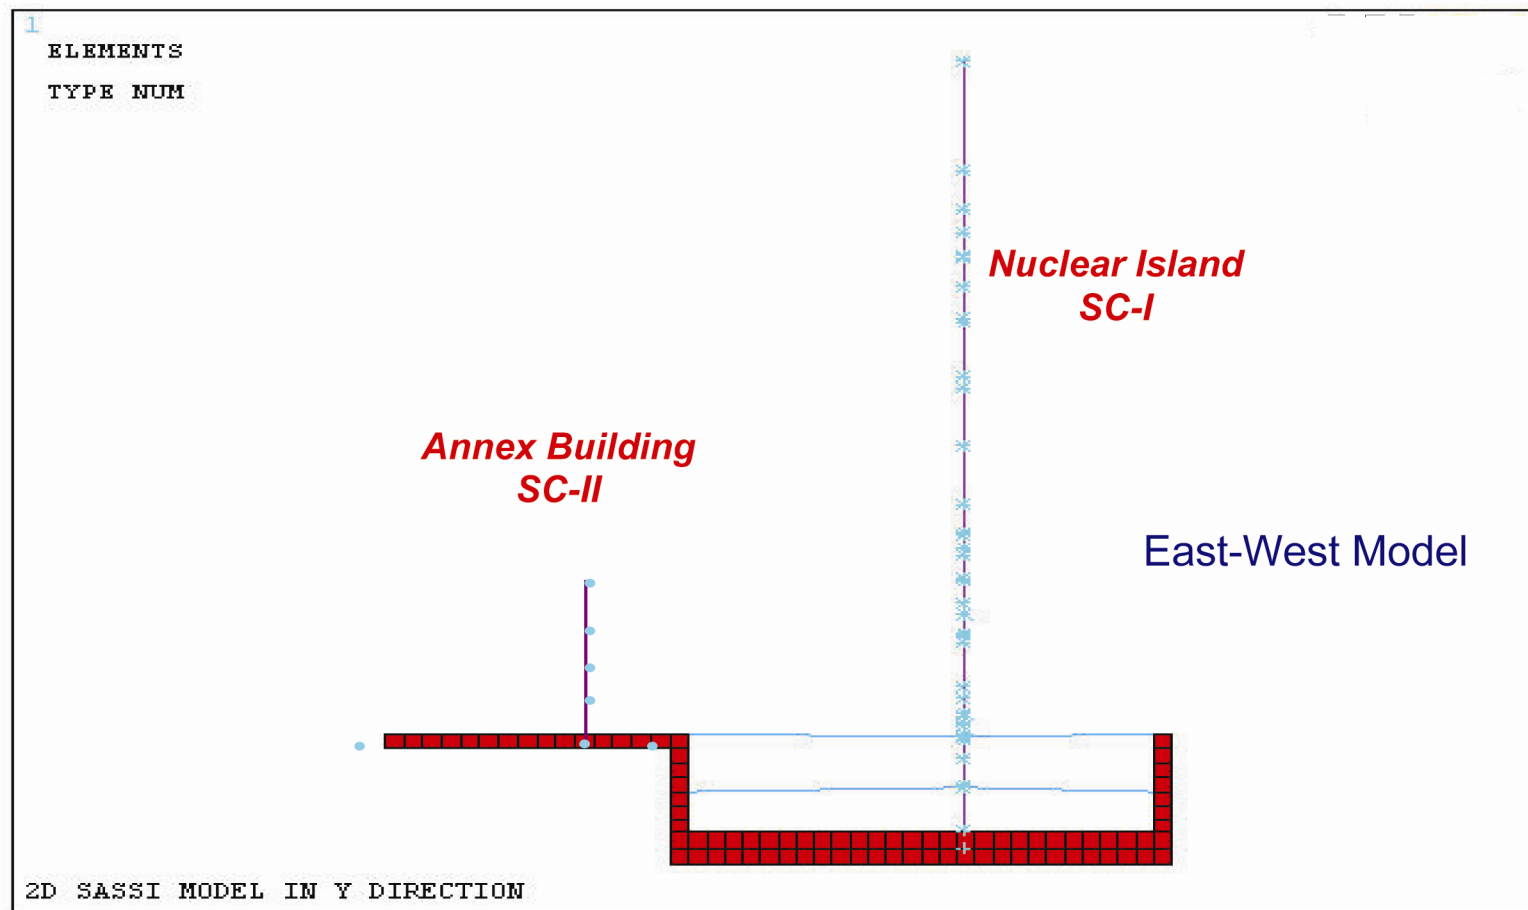 1
ELEMENTS
TYPE NUM
Nuclear Island
SC-I
Annex Building
SC-II
East-West Model
2D SASSI MODEL IN Y DIRECTION